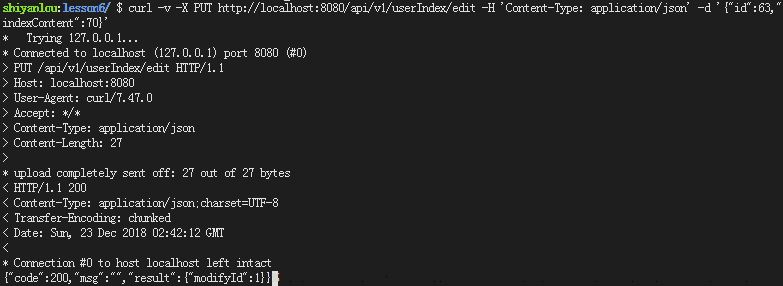 shiyanlou:lesson6/ $ curl -v -X PUT http://localhost:8080/api/v1/userIndex/edit -H 'Content-Type: application/json' -d '{"id":63,"
indexContent":70}'
*   Trying 127.0.0.1...
* Connected to localhost (127.0.0.1) port 8080 (#0)
> PUT /api/v1/userIndex/edit HTTP/1.1
> Host: localhost:8080
> User-Agent: curl/7.47.0
> Accept: */*
> Content-Type: application/json
> Content-Length: 27
>
* upload completely sent off: 27 out of 27 bytes
< HTTP/1.1 200
< Content-Type: application/json;charset=UTF-8
< Transfer-Encoding: chunked
< Date: Sun, 23 Dec 2018 02:42:12 GMT
<
* Connection #0 to host localhost left intact
{"code":200,"msg":"","result":{"modifyId":1}}